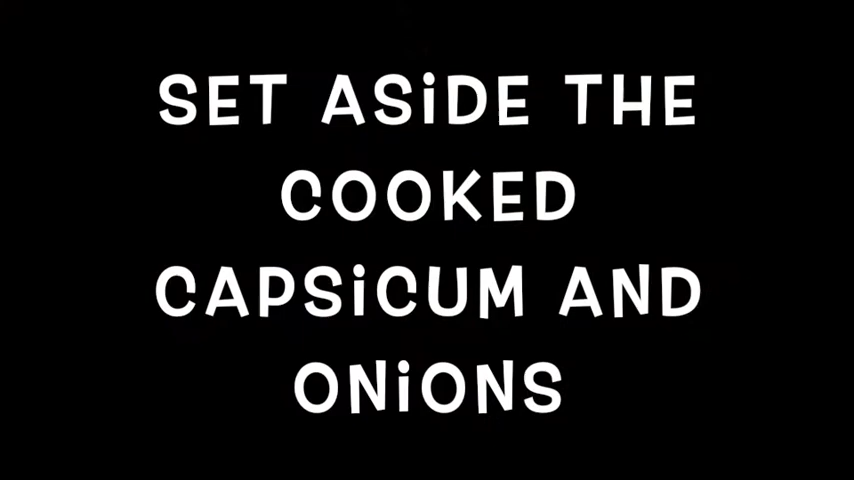 SET ASiDE THE
COOKED
CAPSiCUM AND
ONiONS